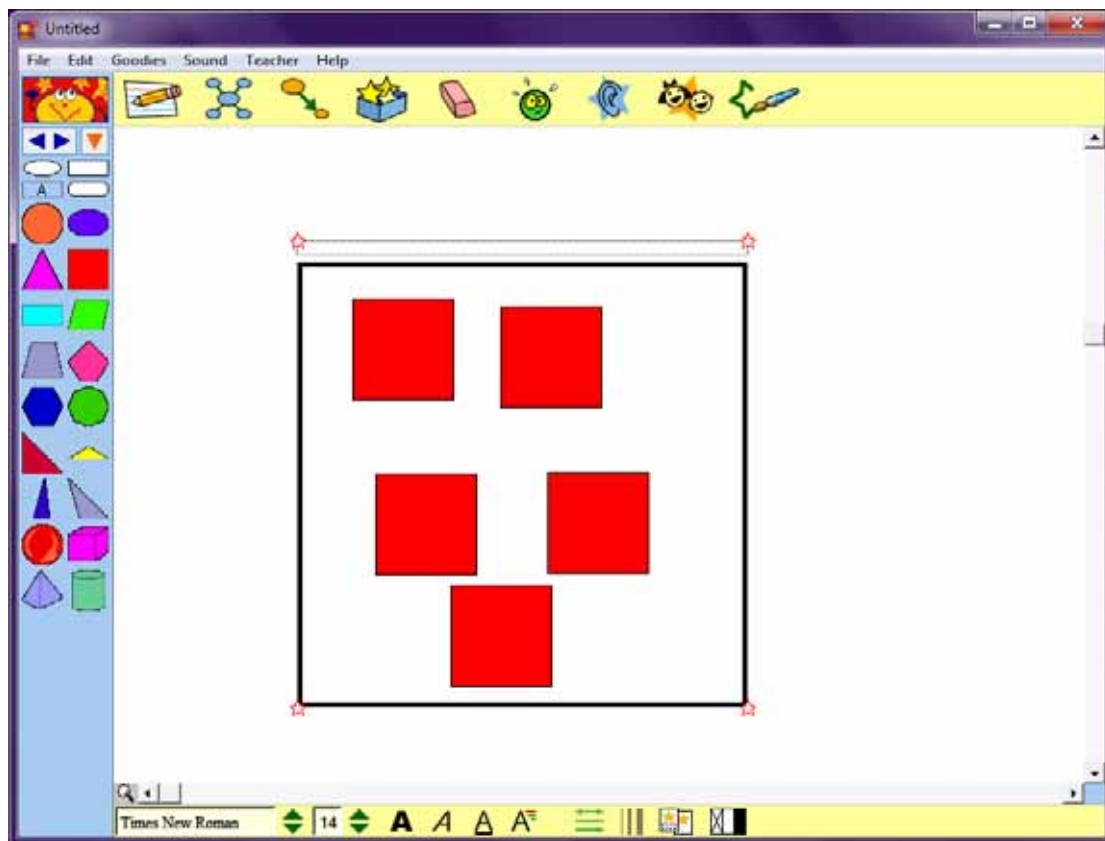 Untitled
File Edit Goodies Sound Teacher Help
A
Times New Roman 14 A A A A